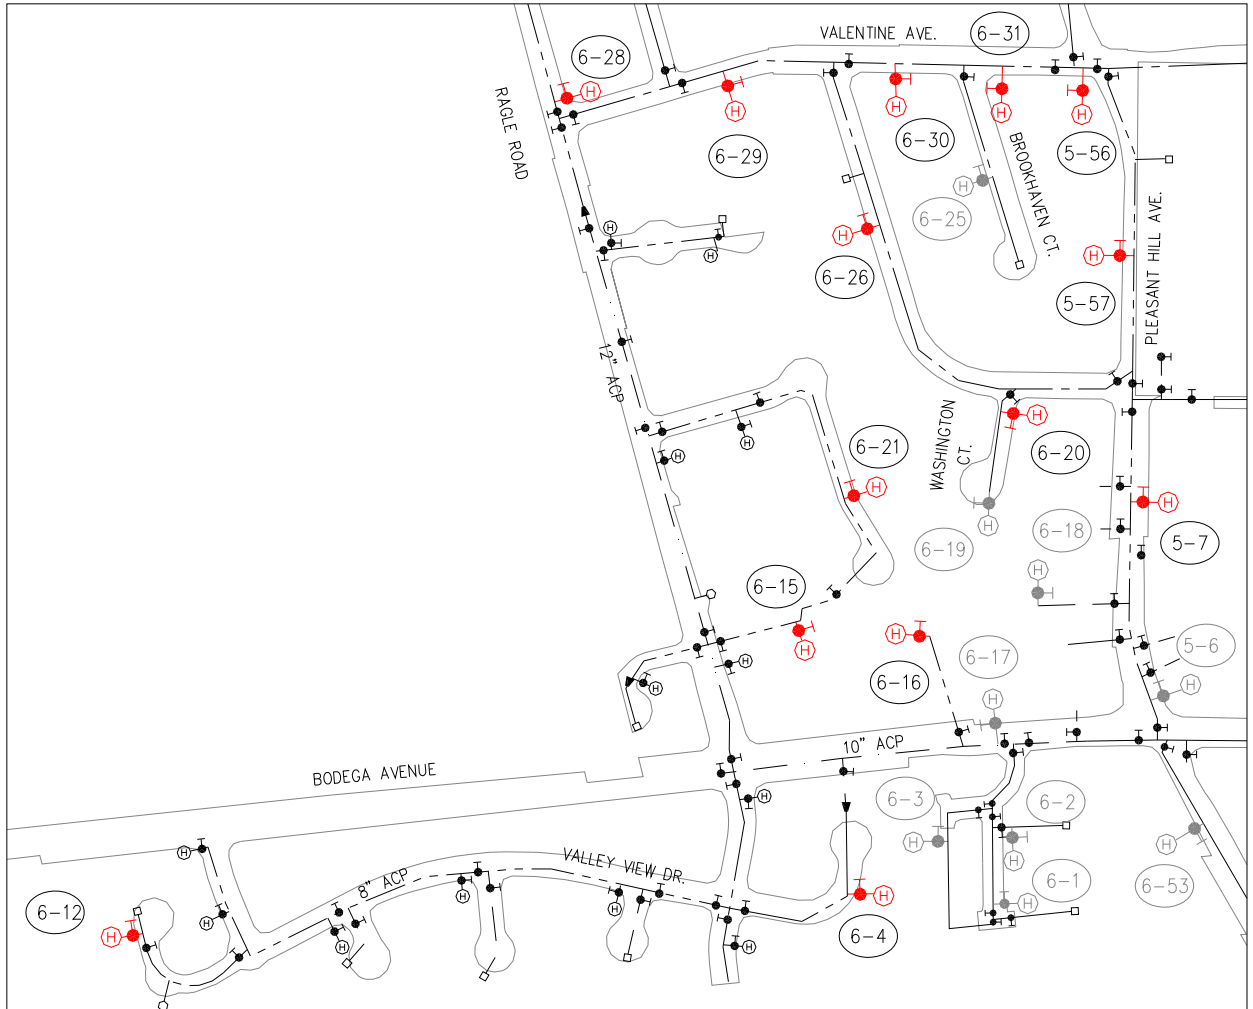 VALENTINE AVE.
6-31
6-28
H
RAGLE ROAD
H
6-29
H
6-30
H
H
5-56
BROOKHAVEN CT.
H
6-25
PLEASANT HILL AVE.
H
H
H
6-26
H
5-57
12" ACP
WASHINGTON CT.
H
6-20
H
6-21
H
H
H
6-19
6-18
H
5-7
6-15
H
H
H
H
6-17
5-6
H
H
6-16
H
H
10" ACP
BODEGA AVENUE
H
6-3
6-2
H
H
H
H
VALLEY VIEW DR.
8" ACP
6-1
6-53
H
H
H
H
H
6-12
H
H
6-4
H